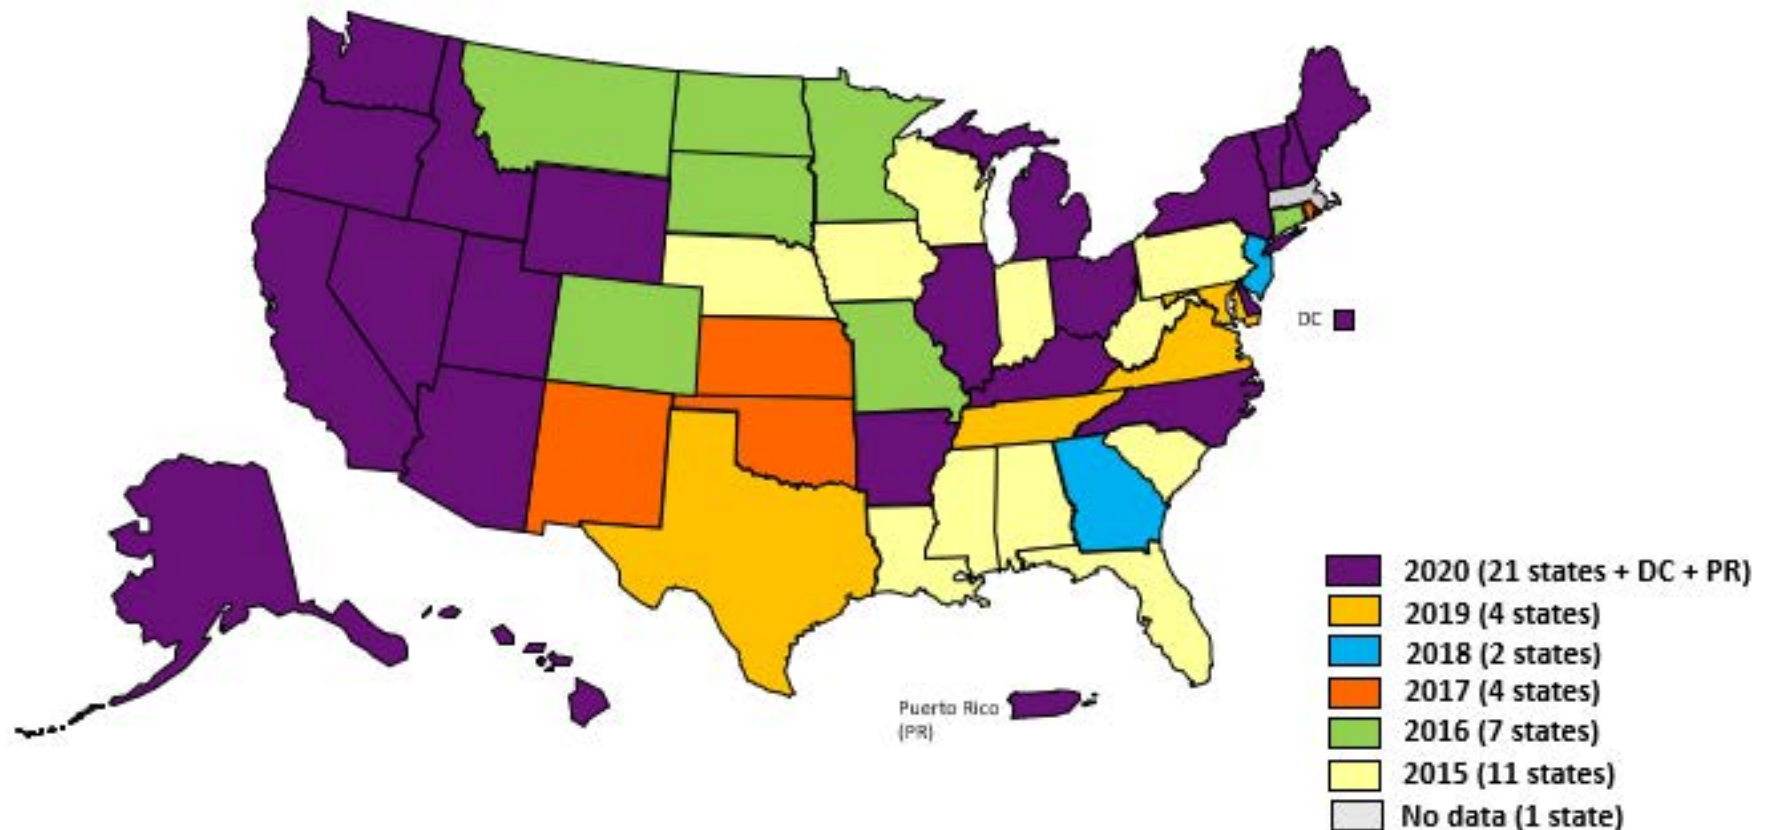 DC
Puerto Rico
(PR)
2020 (21 states + DC + PR)
2019 (4 states)
2018 (2 states)
2017 (4 states)
2016 (7 states)
2015 (11 states)
No data (1 state)